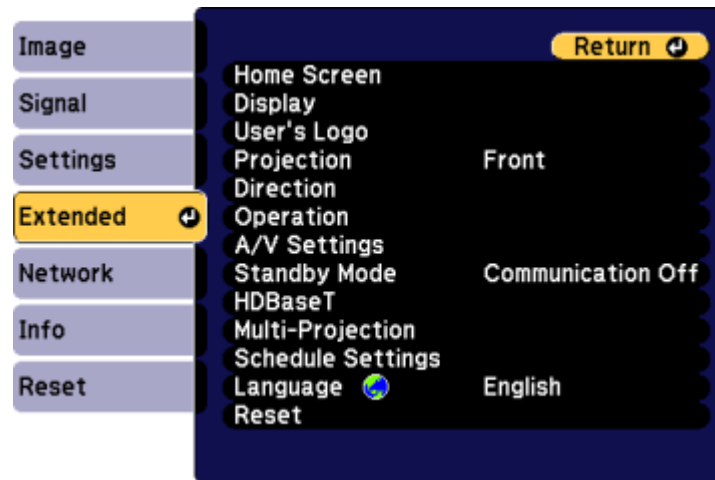 Image
Signal
Settings
Extended
Network
Info
Reset
Return
Home Screen
Display
User's Logo
Projection Front
Direction
Operation
A/V Settings
Standby Mode Communication Off
HDBaseT
Multi-Projection
Schedule Settings
Language English
Reset